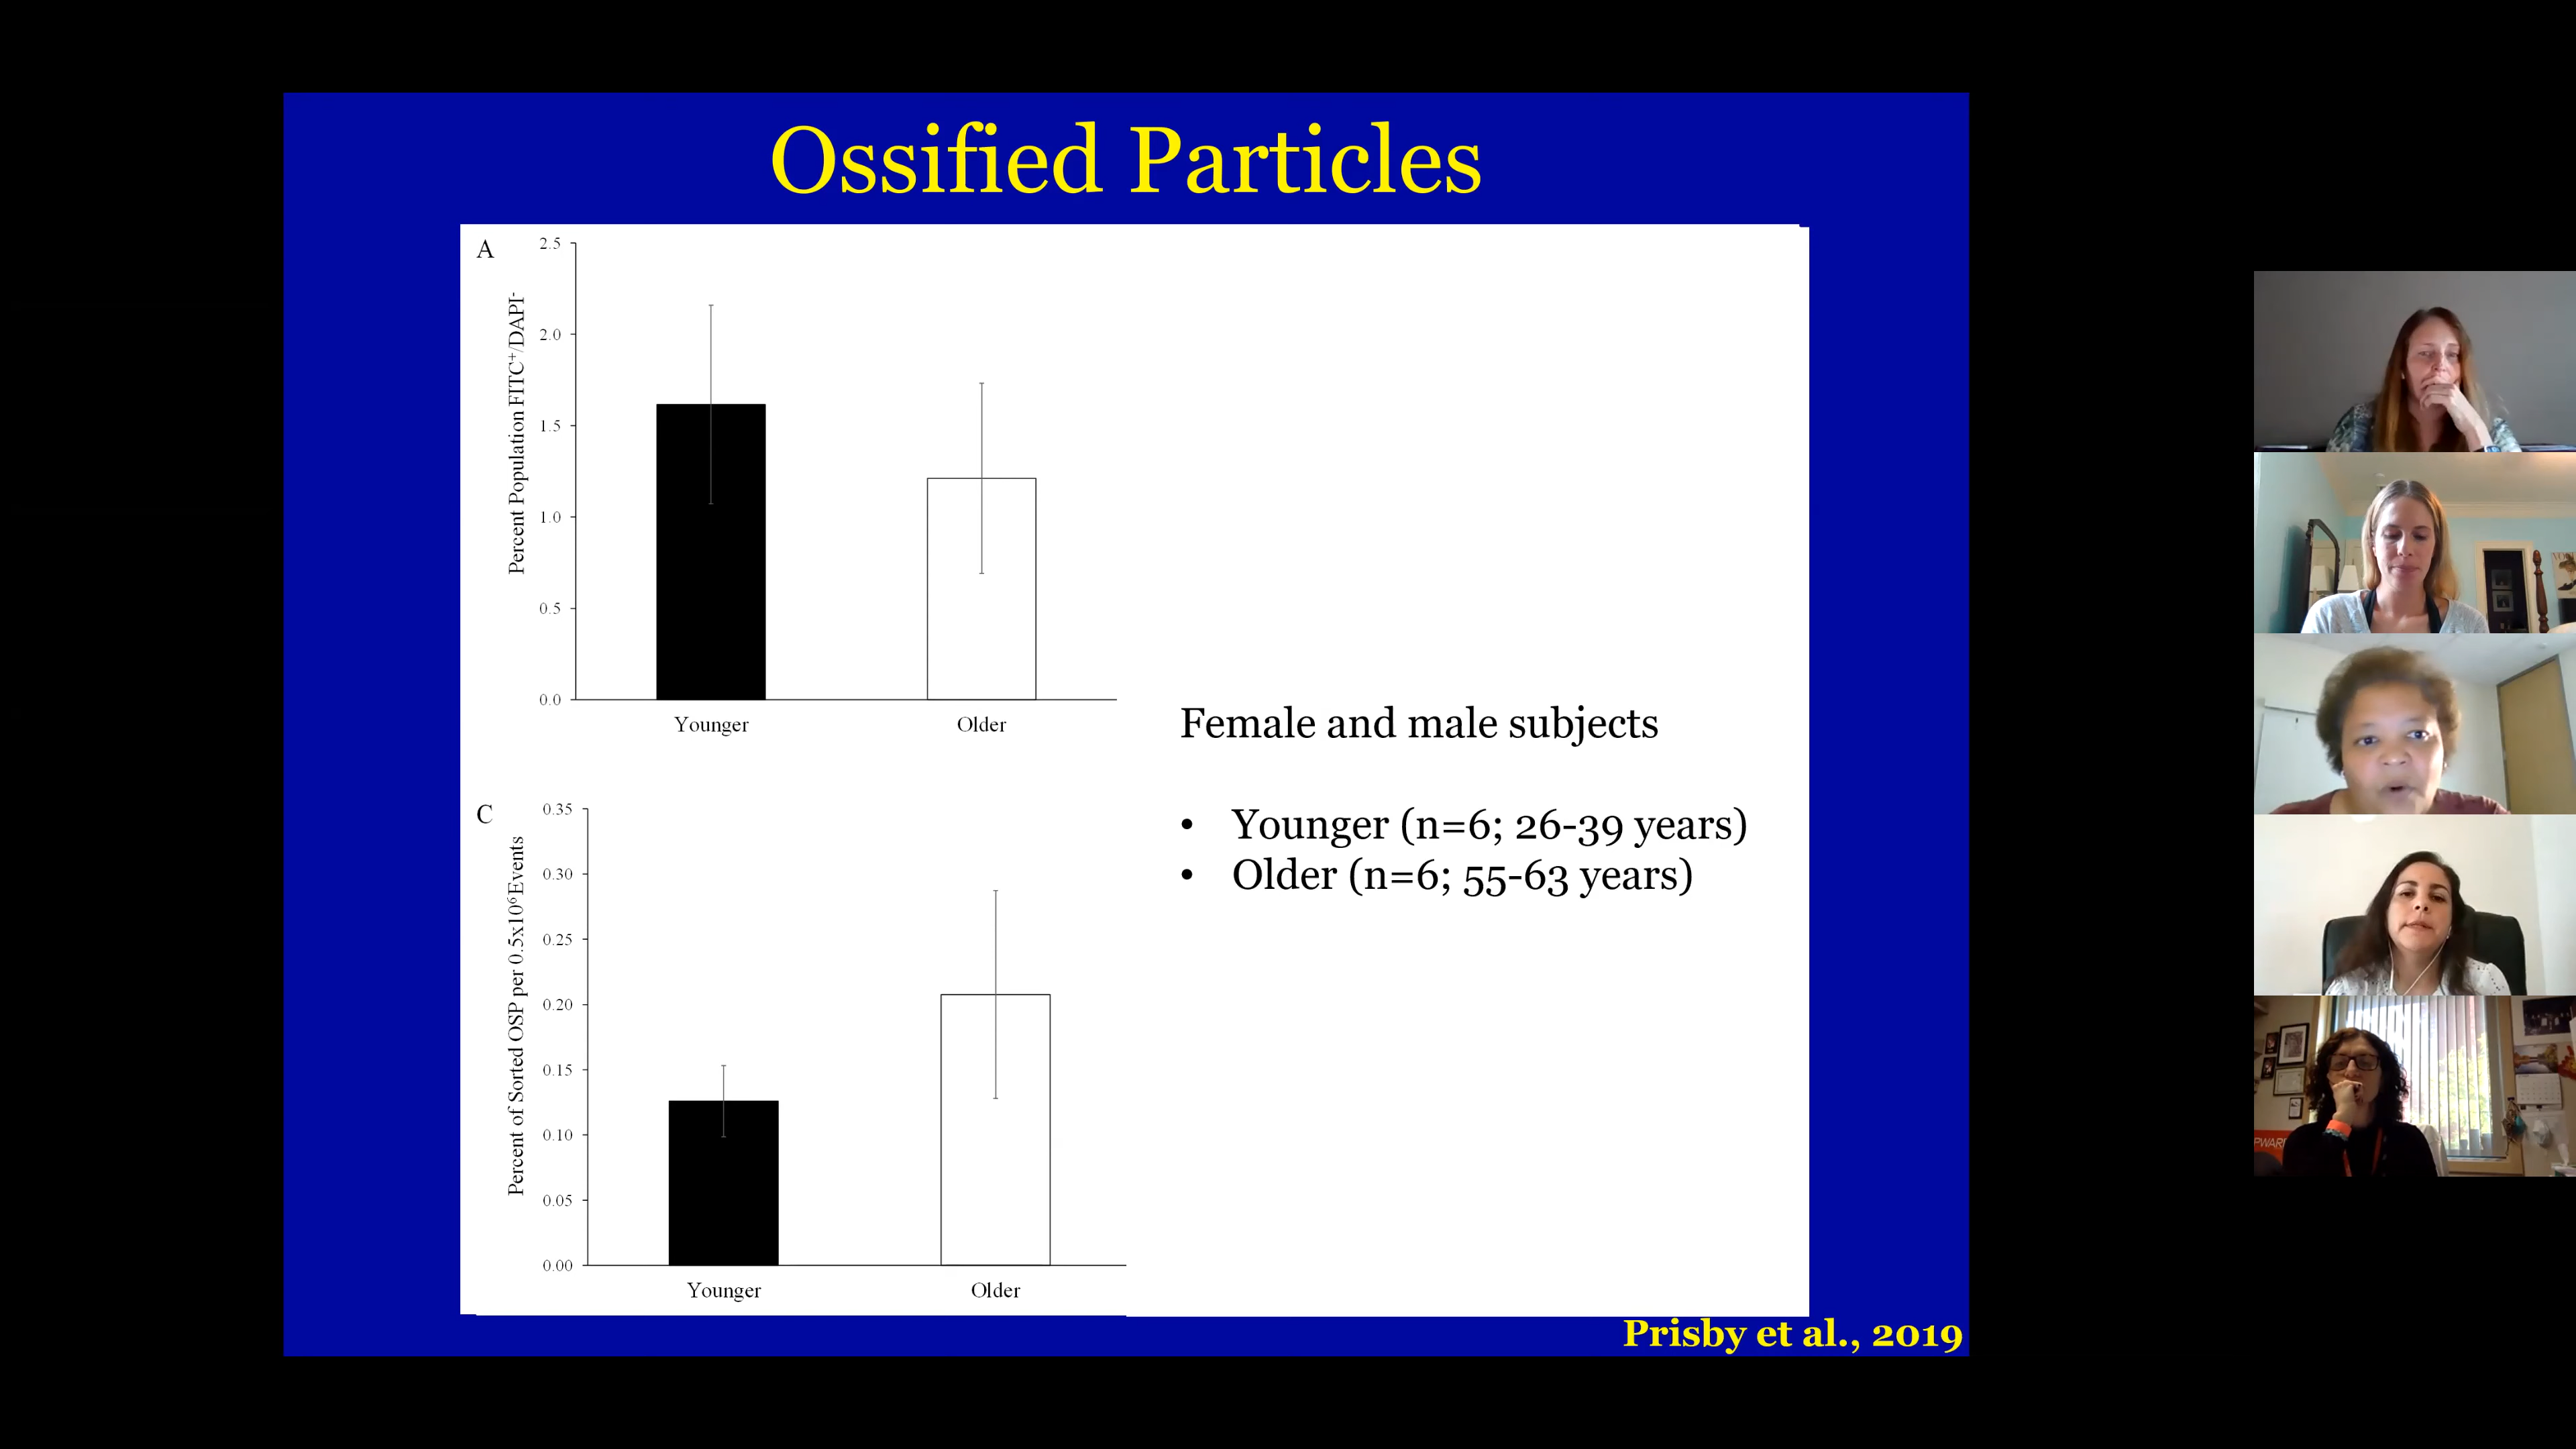 Ossified Particles
A
Percent Population FITC⁺/DAPI⁻
2.5
2.0
1.5
1.0
0.5
0.0
Younger Older
C
Percent of Sorted OSP per 0.5x10⁶Events
0.35
0.30
0.25
0.20
0.15
0.10
0.05
0.00
Younger Older
Female and male subjects
• Younger (n=6; 26-39 years)
• Older (n=6; 55-63 years)
Prisby et al., 2019